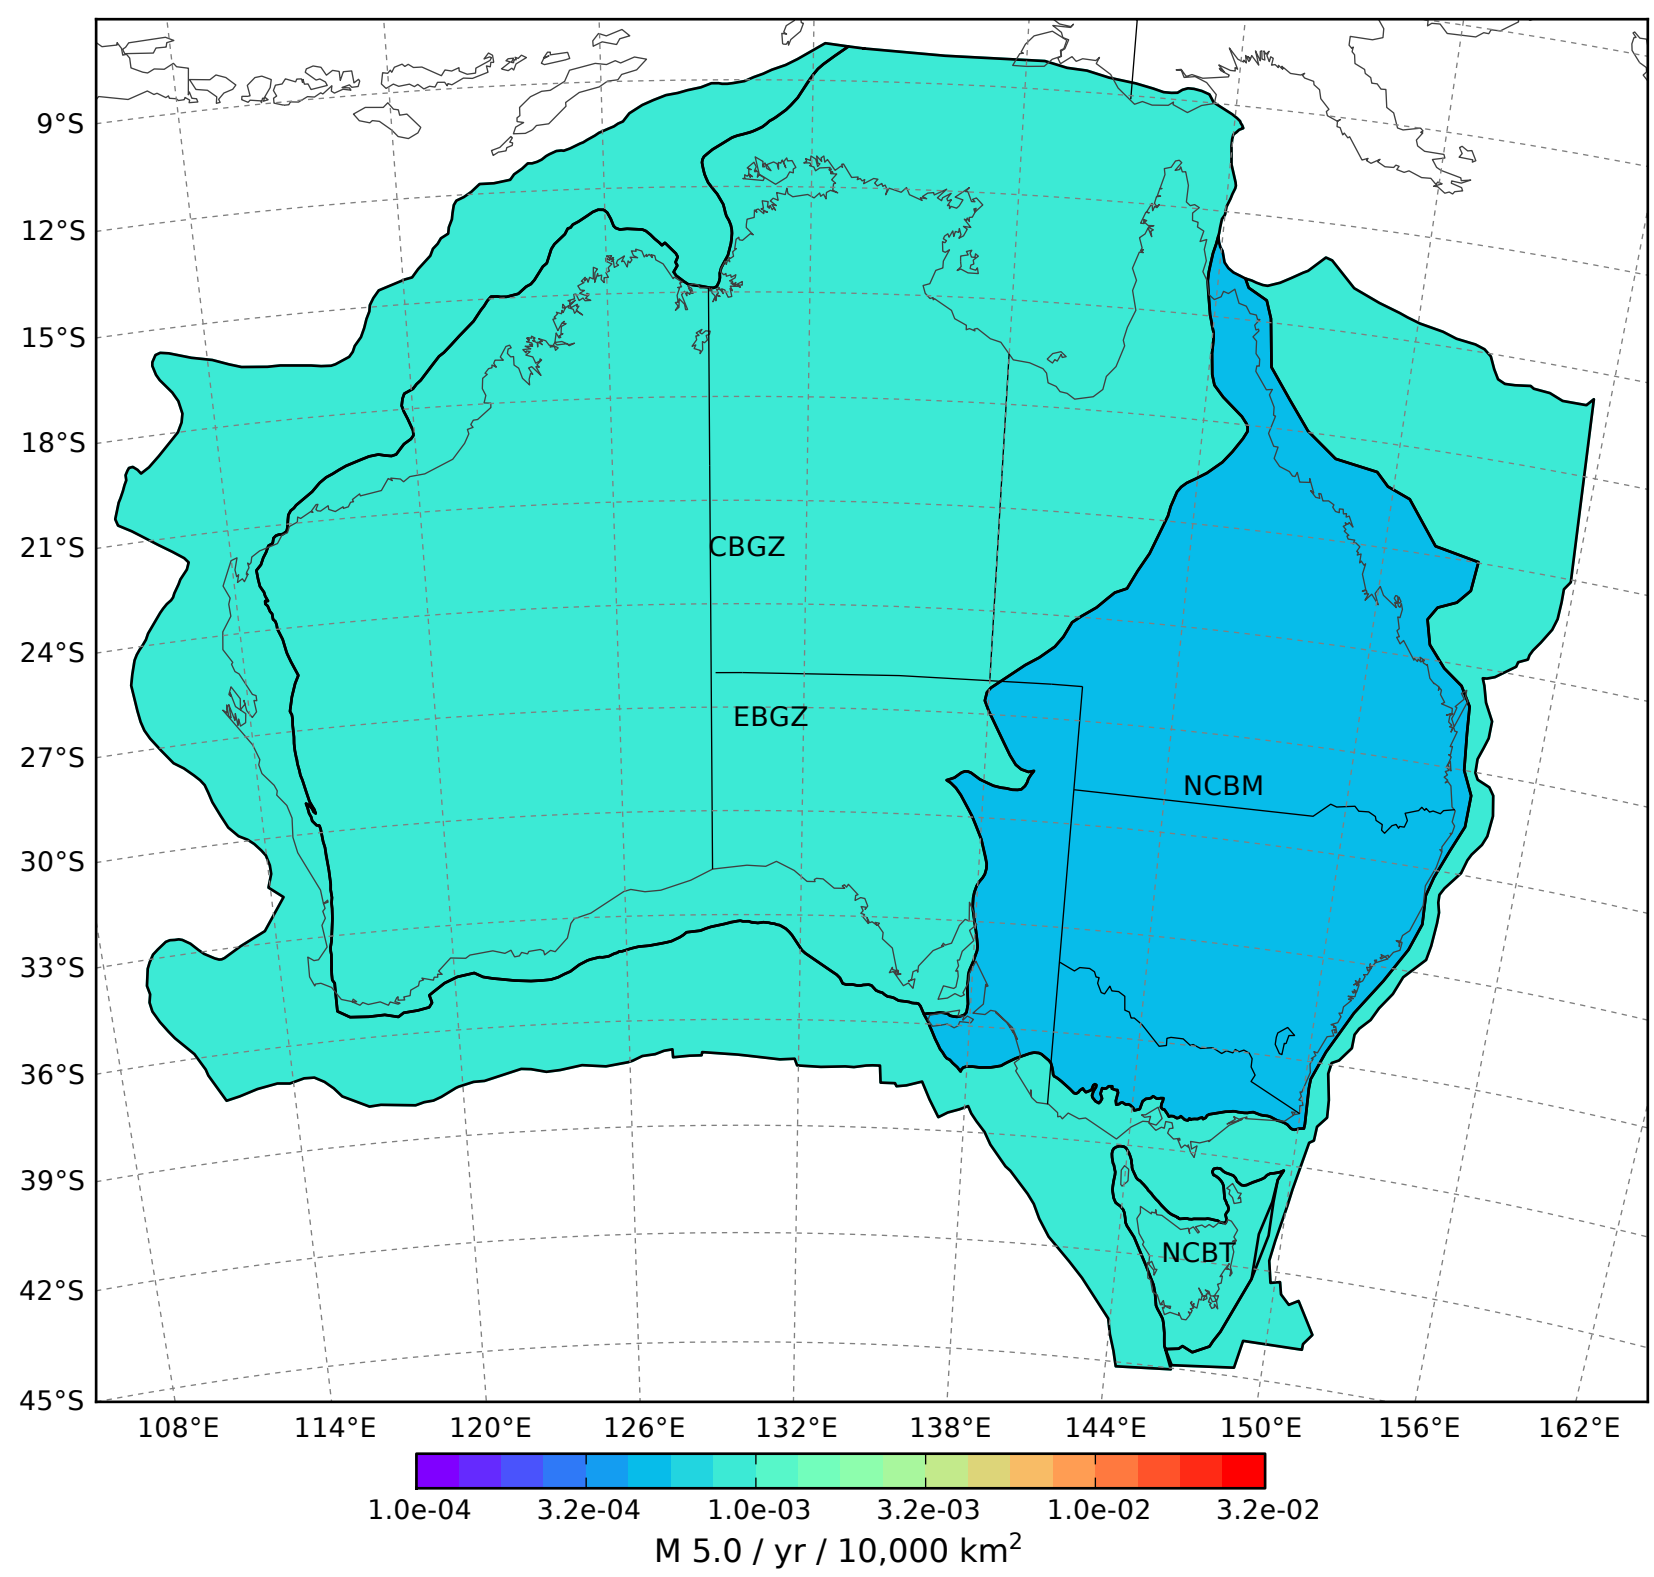 9°S
12°S
15°S
18°S
21°S
24°S
27°S
30°S
33°S
36°S
39°S
42°S
45°S
CBGZ
EBGZ
NCBM
NCBT
108°E 114°E 120°E 126°E 132°E 138°E 144°E 150°E 156°E 162°E
1.0e-04 3.2e-04 1.0e-03 3.2e-03 1.0e-02 3.2e-02
M 5.0 / yr / 10,000 km²